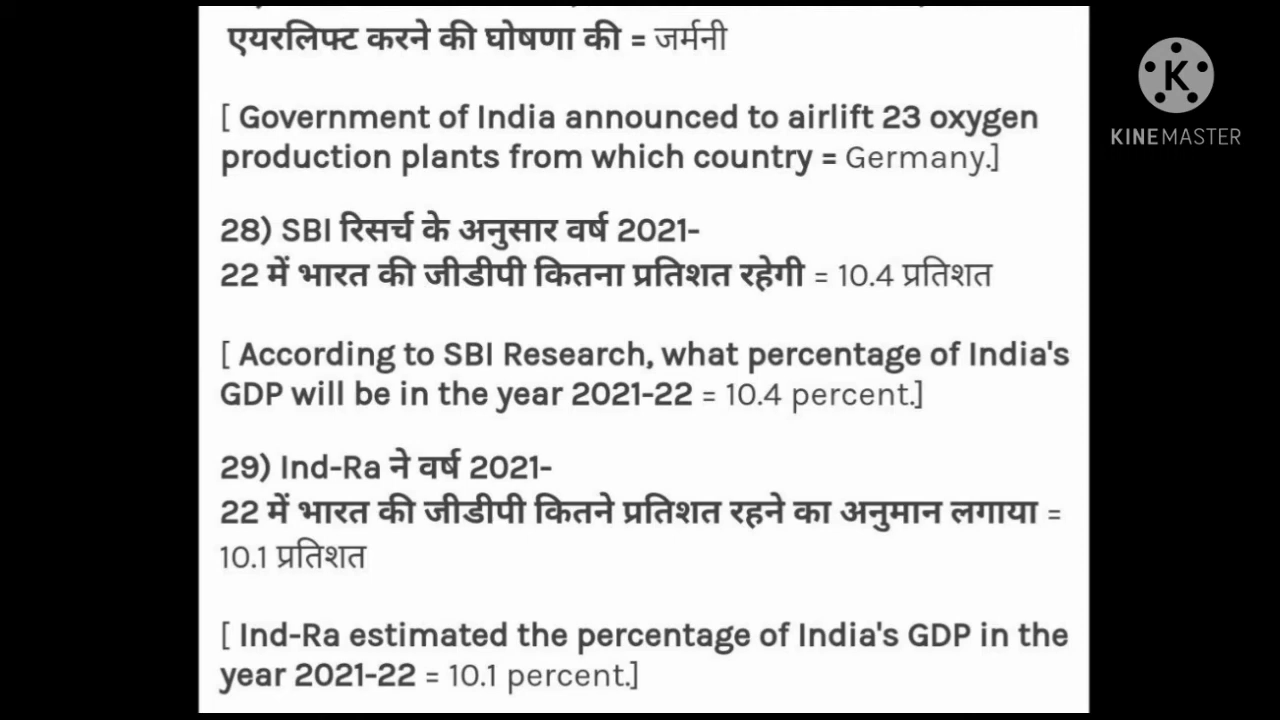 एयरलिफ्ट करने की घोषणा की = जर्मनी
[ Government of India announced to airlift 23 oxygen
production plants from which country = Germany.]
28) SBI रिसर्च के अनुसार वर्ष 2021-
22 में भारत की जीडीपी कितना प्रतिशत रहेगी = 10.4 प्रतिशत
[ According to SBI Research, what percentage of India's
GDP will be in the year 2021-22 = 10.4 percent.]
29) Ind-Ra ने वर्ष 2021-
22 में भारत की जीडीपी कितने प्रतिशत रहने का अनुमान लगाया =
10.1 प्रतिशत
[ Ind-Ra estimated the percentage of India's GDP in the
year 2021-22 = 10.1 percent.]
K
KINEMASTER